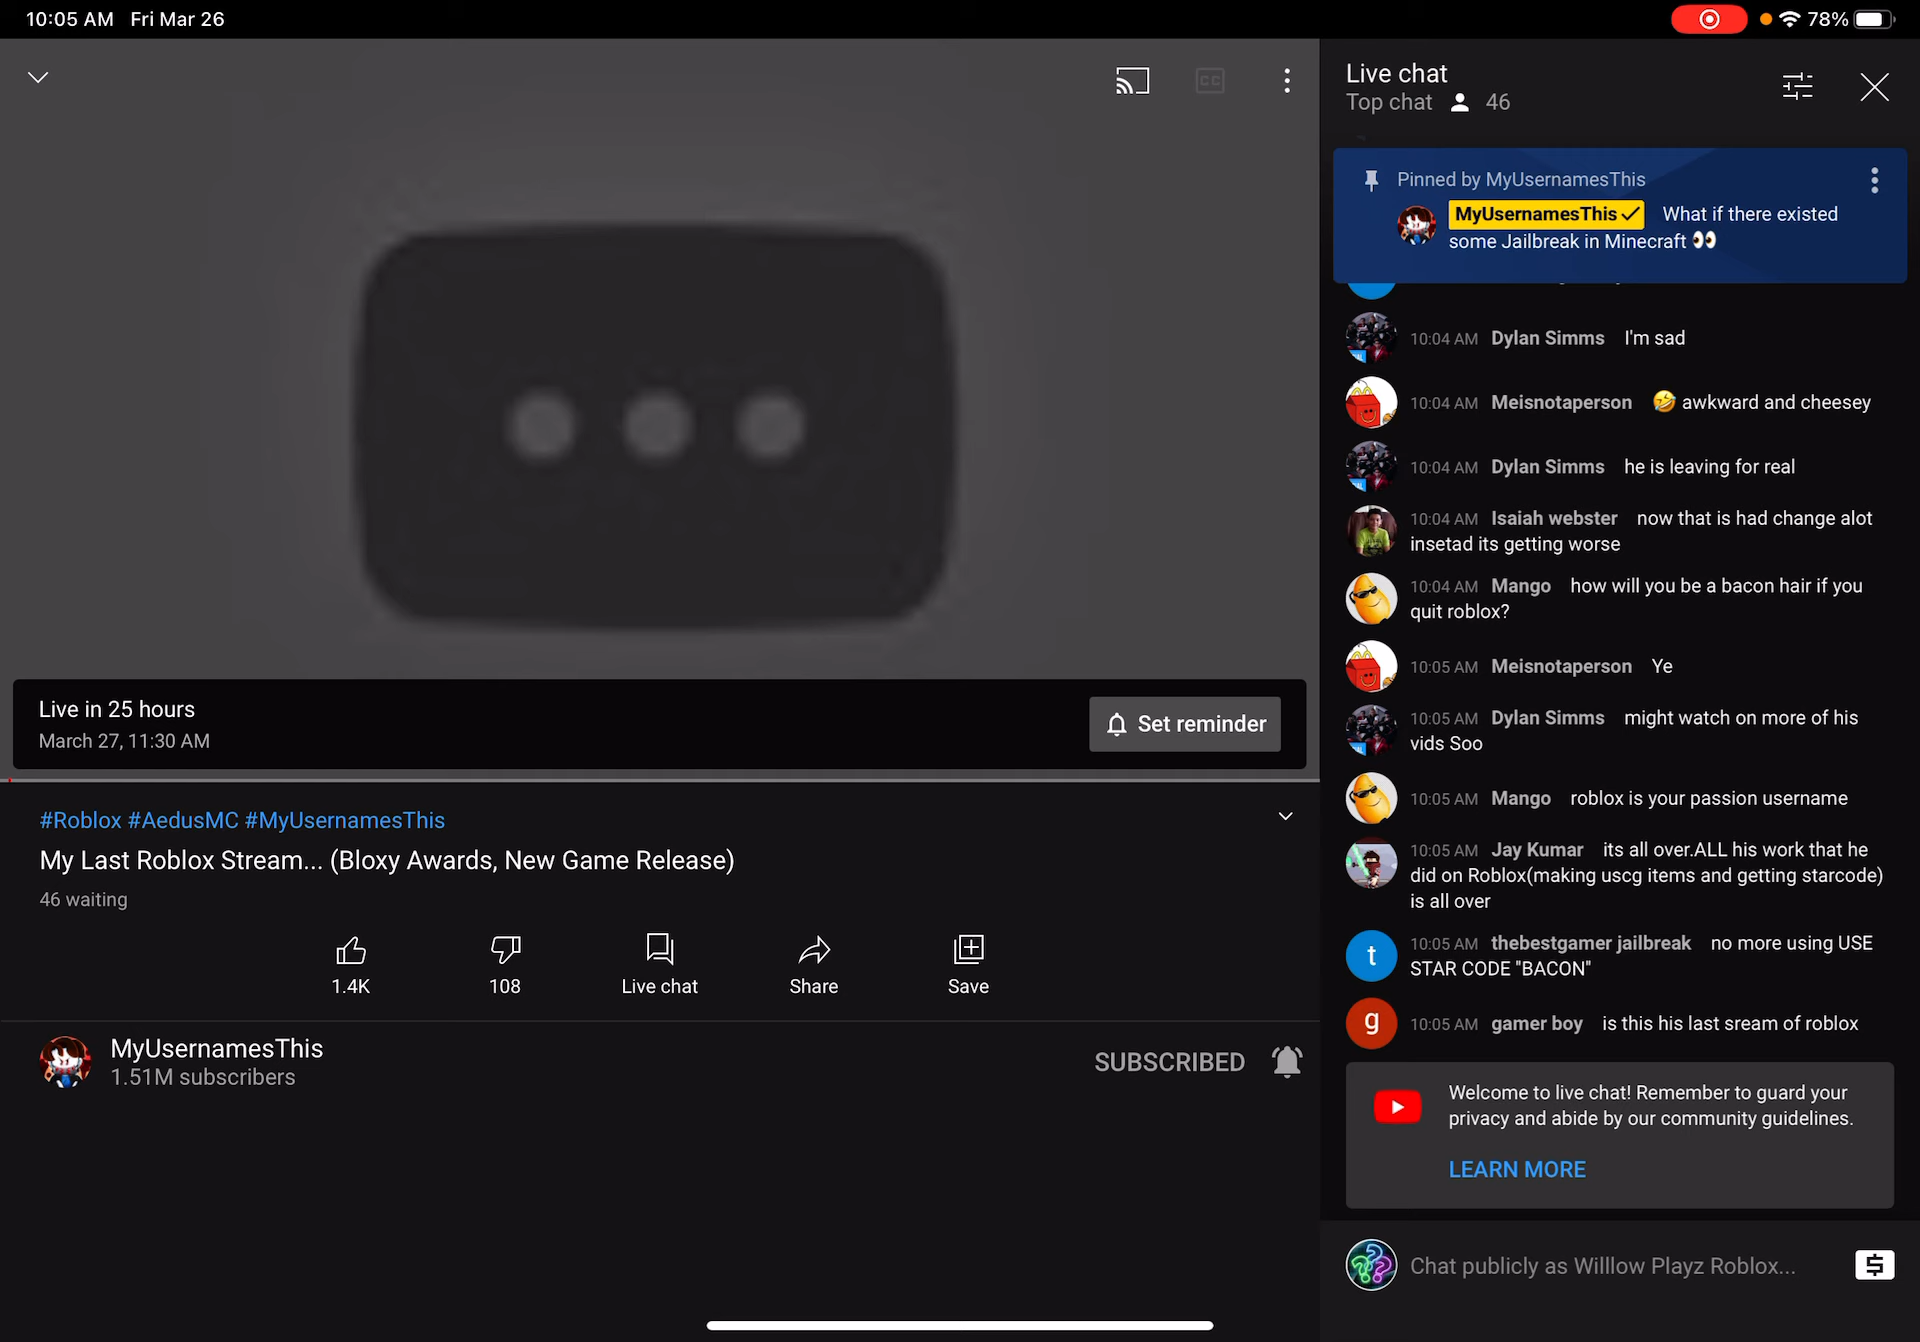 10:05 AM Fri Mar 26
78%
CC
Live in 25 hours
March 27, 11:30 AM
Set reminder
#Roblox #AedusMC #MyUsernamesThis
My Last Roblox Stream... (Bloxy Awards, New Game Release)
46 waiting
1.4K
108
Live chat
Share
Save
MyUsernamesThis
1.51M subscribers
SUBSCRIBED
Live chat
Top chat 46
Pinned by MyUsernamesThis
MyUsernamesThis What if there existed
some Jailbreak in Minecraft 👀
10:04 AM Dylan Simms I'm sad
10:04 AM Meisnotaperson 🤣 awkward and cheesey
10:04 AM Dylan Simms he is leaving for real
10:04 AM Isaiah webster now that is had change alot
insetad its getting worse
10:04 AM Mango how will you be a bacon hair if you
quit roblox?
10:05 AM Meisnotaperson Ye
10:05 AM Dylan Simms might watch on more of his
vids Soo
10:05 AM Mango roblox is your passion username
10:05 AM Jay Kumar its all over.ALL his work that he
did on Roblox(making uscg items and getting starcode)
is all over
t
10:05 AM thebestgamer jailbreak no more using USE
STAR CODE "BACON"
g
10:05 AM gamer boy is this his last sream of roblox
Welcome to live chat! Remember to guard your
privacy and abide by our community guidelines.
LEARN MORE
Chat publicly as Willlow Playz Roblox...